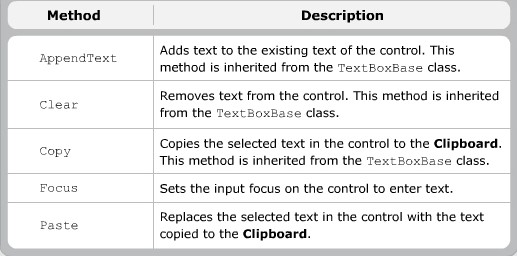 Method Description
AppendText
Adds text to the existing text of the control. This
method is inherited from the TextBoxBase class.
Clear
Removes text from the control. This method is inherited
from the TextBoxBase class.
Copy
Copies the selected text in the control to the Clipboard.
This method is inherited from the TextBoxBase class.
Focus
Sets the input focus on the control to enter text.
Paste
Replaces the selected text in the control with the text
copied to the Clipboard.